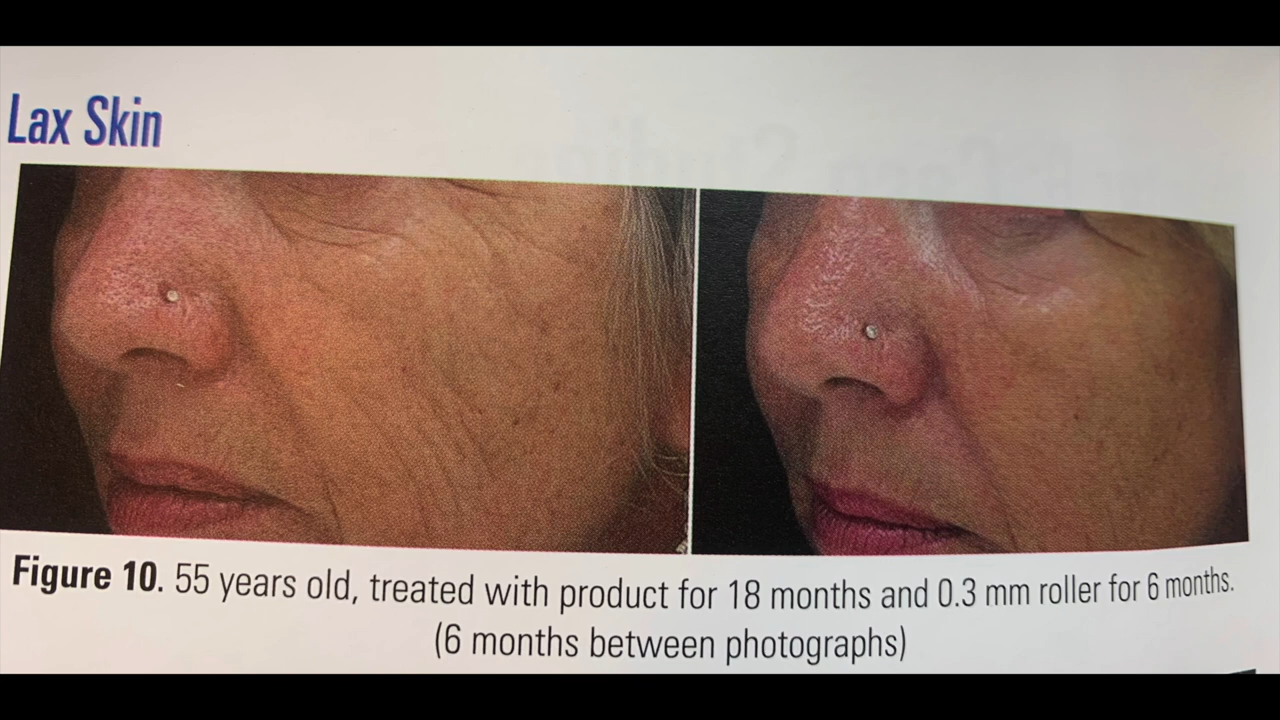 Lax Skin
Figure 10. 55 years old, treated with product for 18 months and 0.3 mm roller for 6 months.
(6 months between photographs)